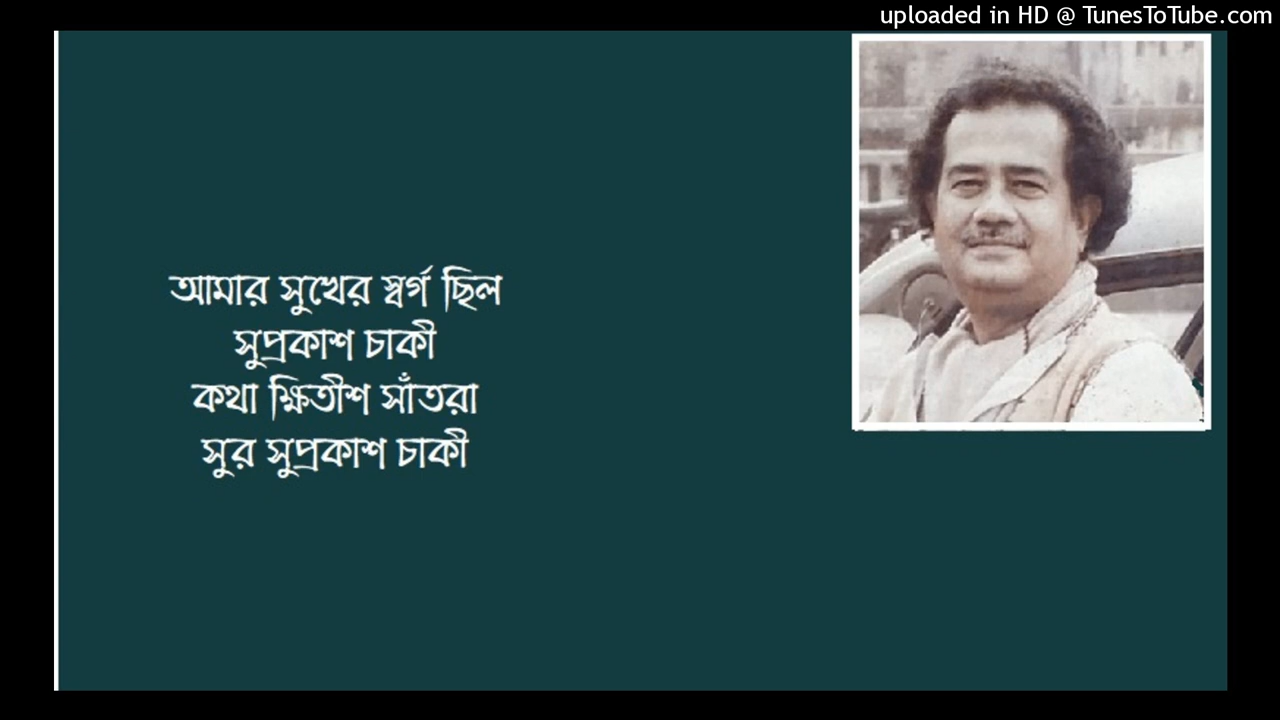 uploaded in HD @ TunesToTube.com
আমার সুখের স্বর্গ ছিল
সুপ্রকাশ চাকী
কথা ক্ষিতীশ সাঁতরা
সুর সুপ্রকাশ চাকী